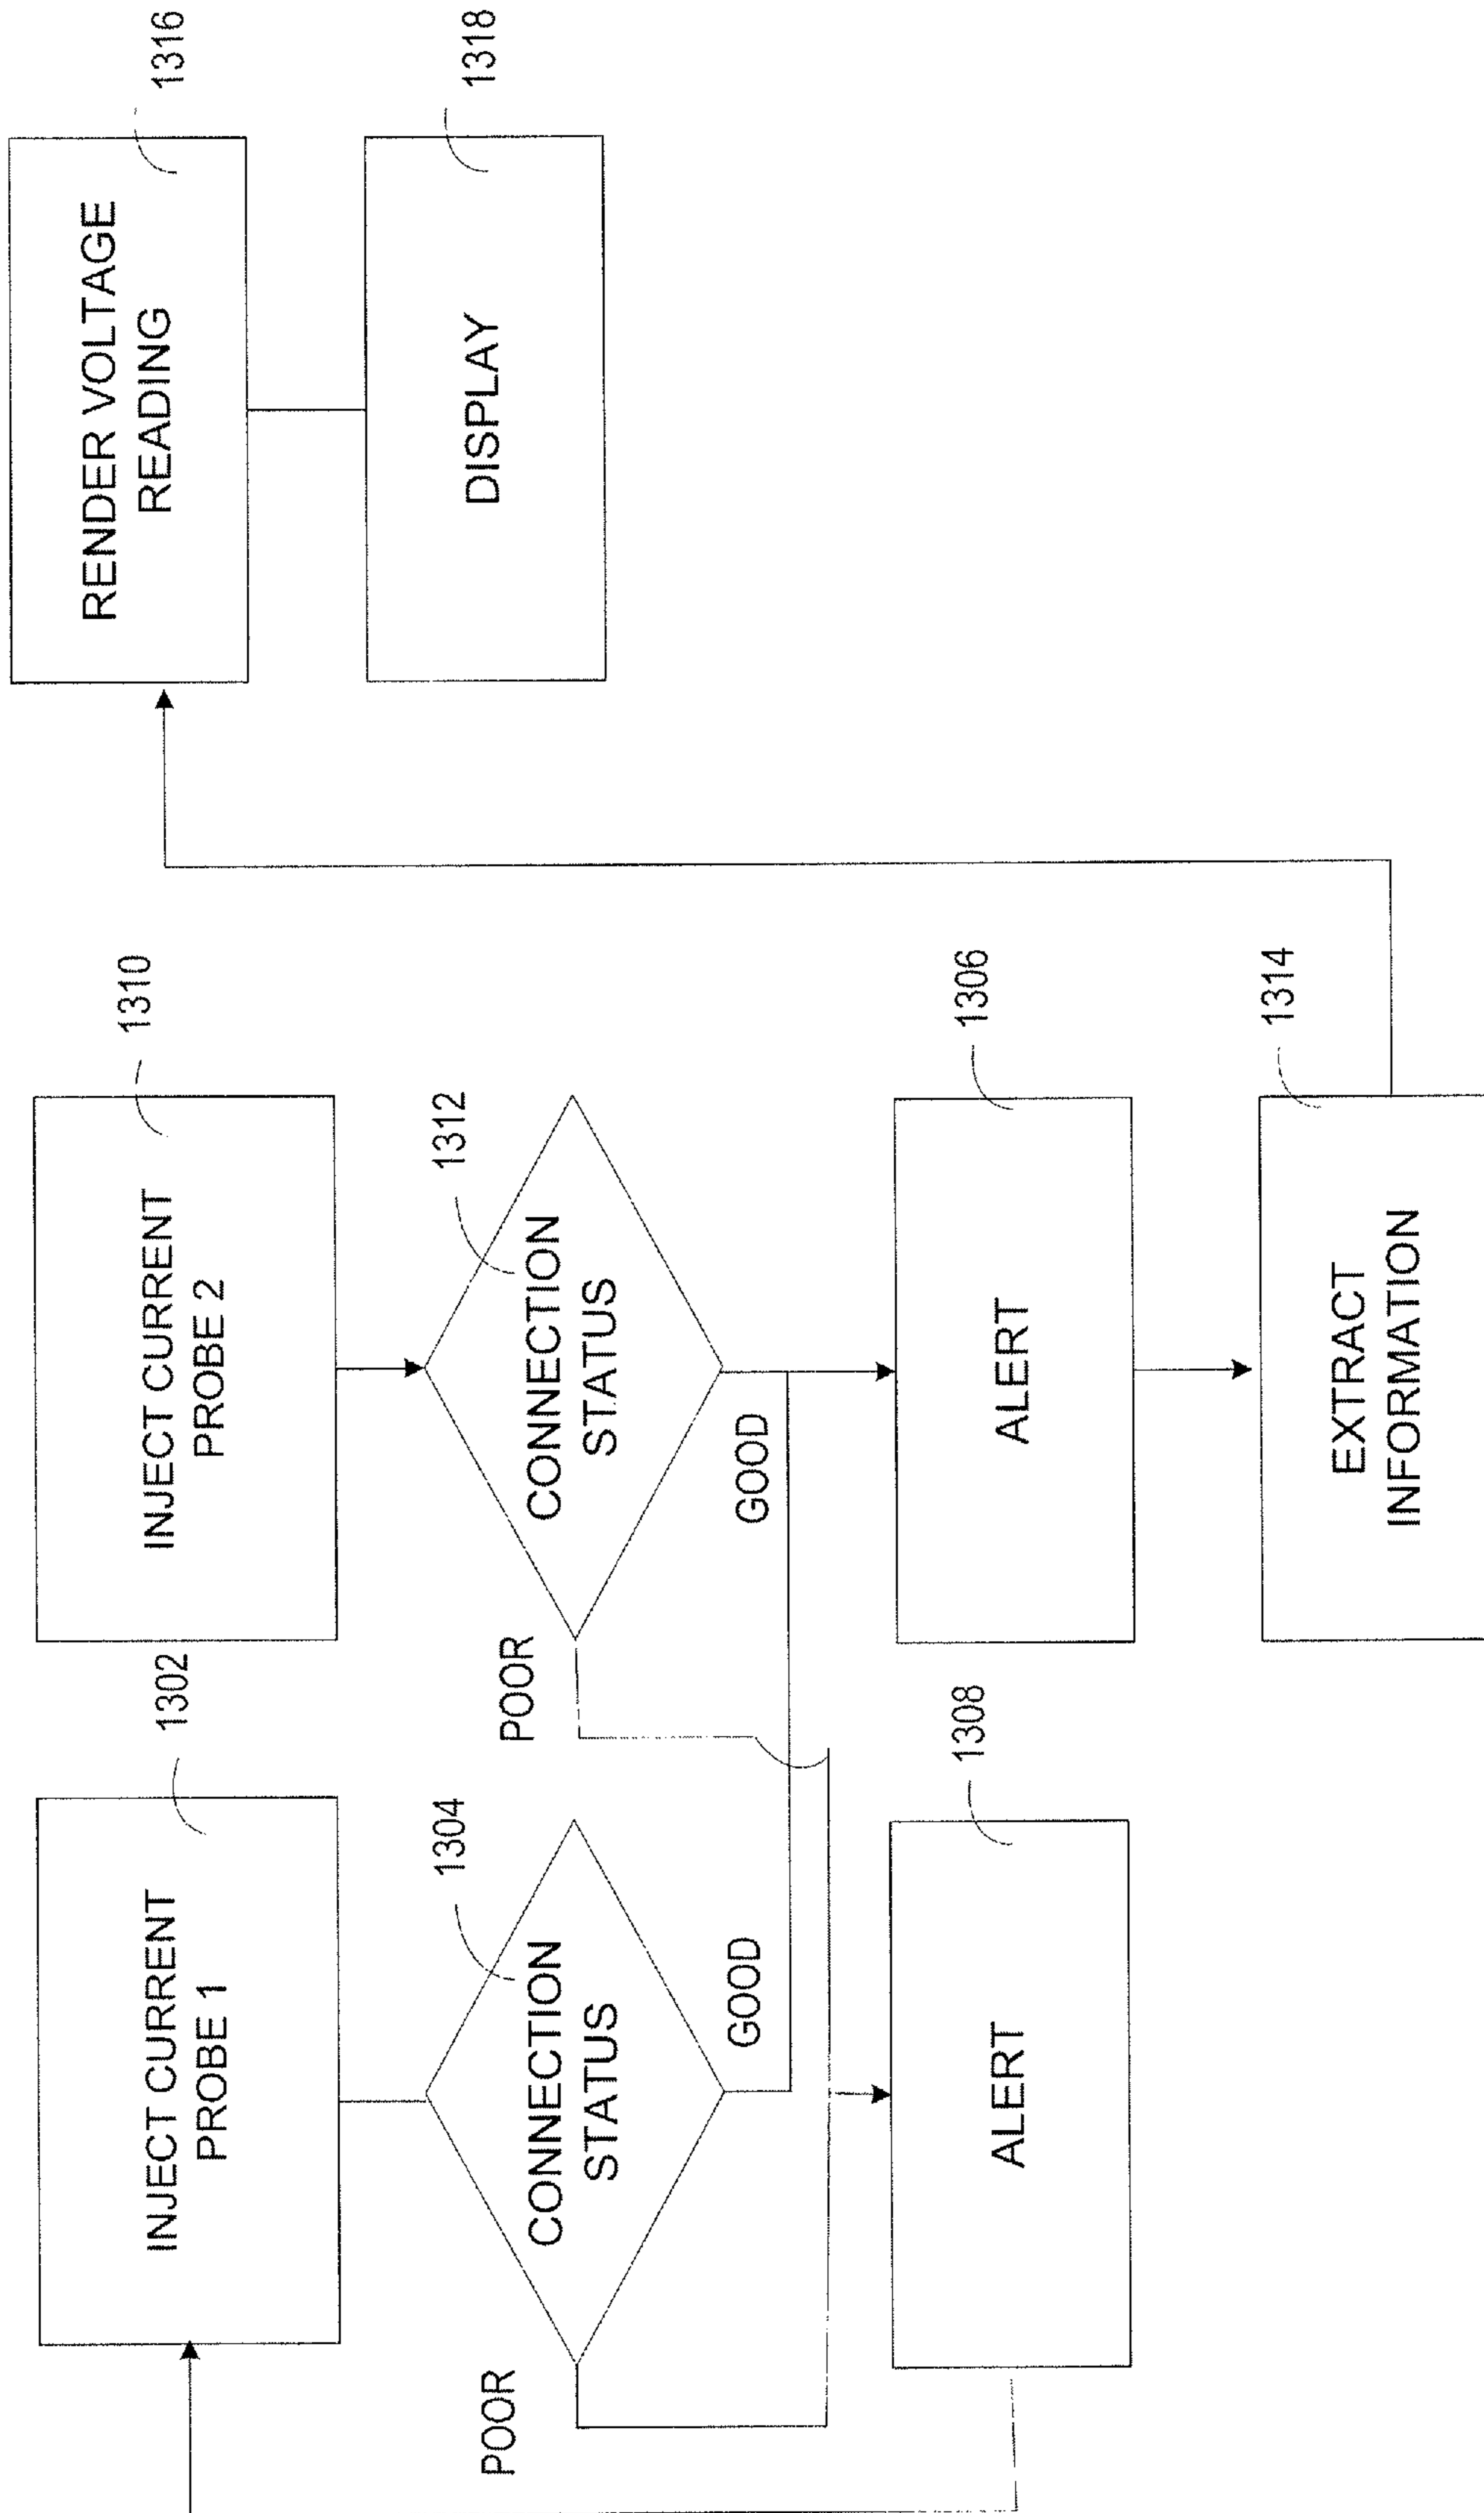 INJECT CURRENT
PROBE 1
1302
CONNECTION
STATUS
1304
POOR
GOOD
ALERT
1308
INJECT CURRENT
PROBE 2
1310
CONNECTION
STATUS
1312
POOR
GOOD
ALERT
1306
EXTRACT
INFORMATION
1314
RENDER VOLTAGE
READING
1316
DISPLAY
1318